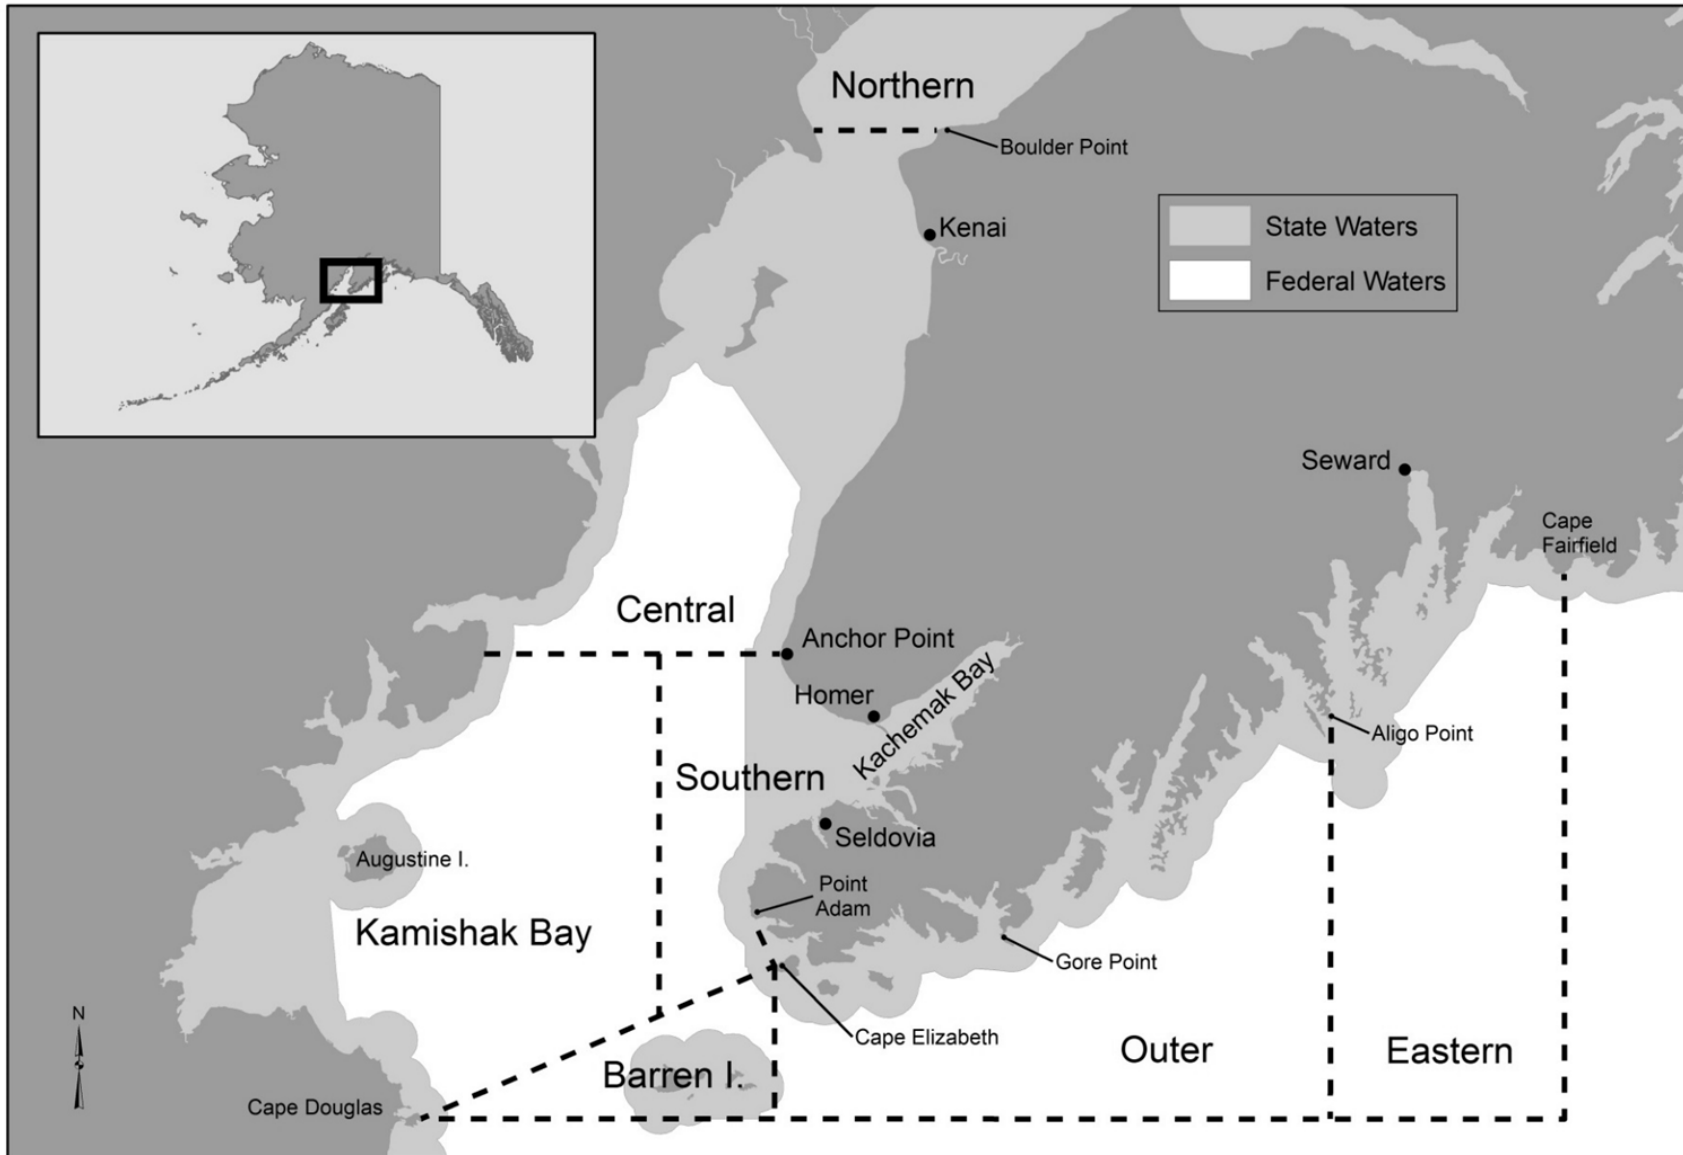 Northern
Boulder Point
Kenai
State Waters
Federal Waters
Seward
Cape
Fairfield
Central
Anchor Point
Homer
Kachemak Bay
Aligo Point
Southern
Seldovia
Augustine I.
Point
Adam
Kamishak Bay
Gore Point
N
Cape Elizabeth
Outer
Eastern
Barren I.
Cape Douglas